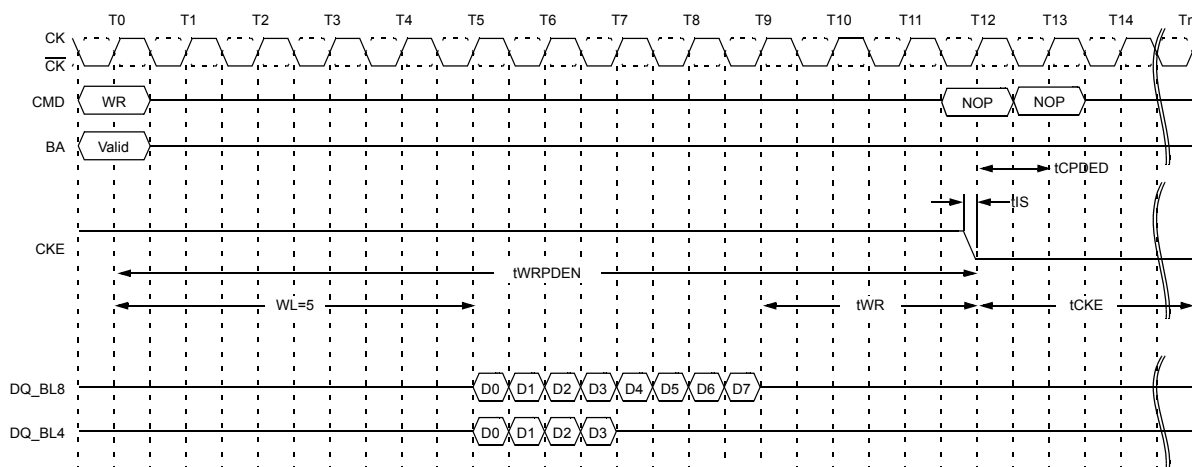 T0 T1 T2 T3 T4 T5 T6 T7 T8 T9 T10 T11 T12 T13 T14 Tn
CK
CK
CMD WR NOP NOP
BA Valid
tCPDED
tIS
CKE
tWRPDEN
WL=5 tWR tCKE
DQ_BL8 D0 D1 D2 D3 D4 D5 D6 D7
DQ_BL4 D0 D1 D2 D3